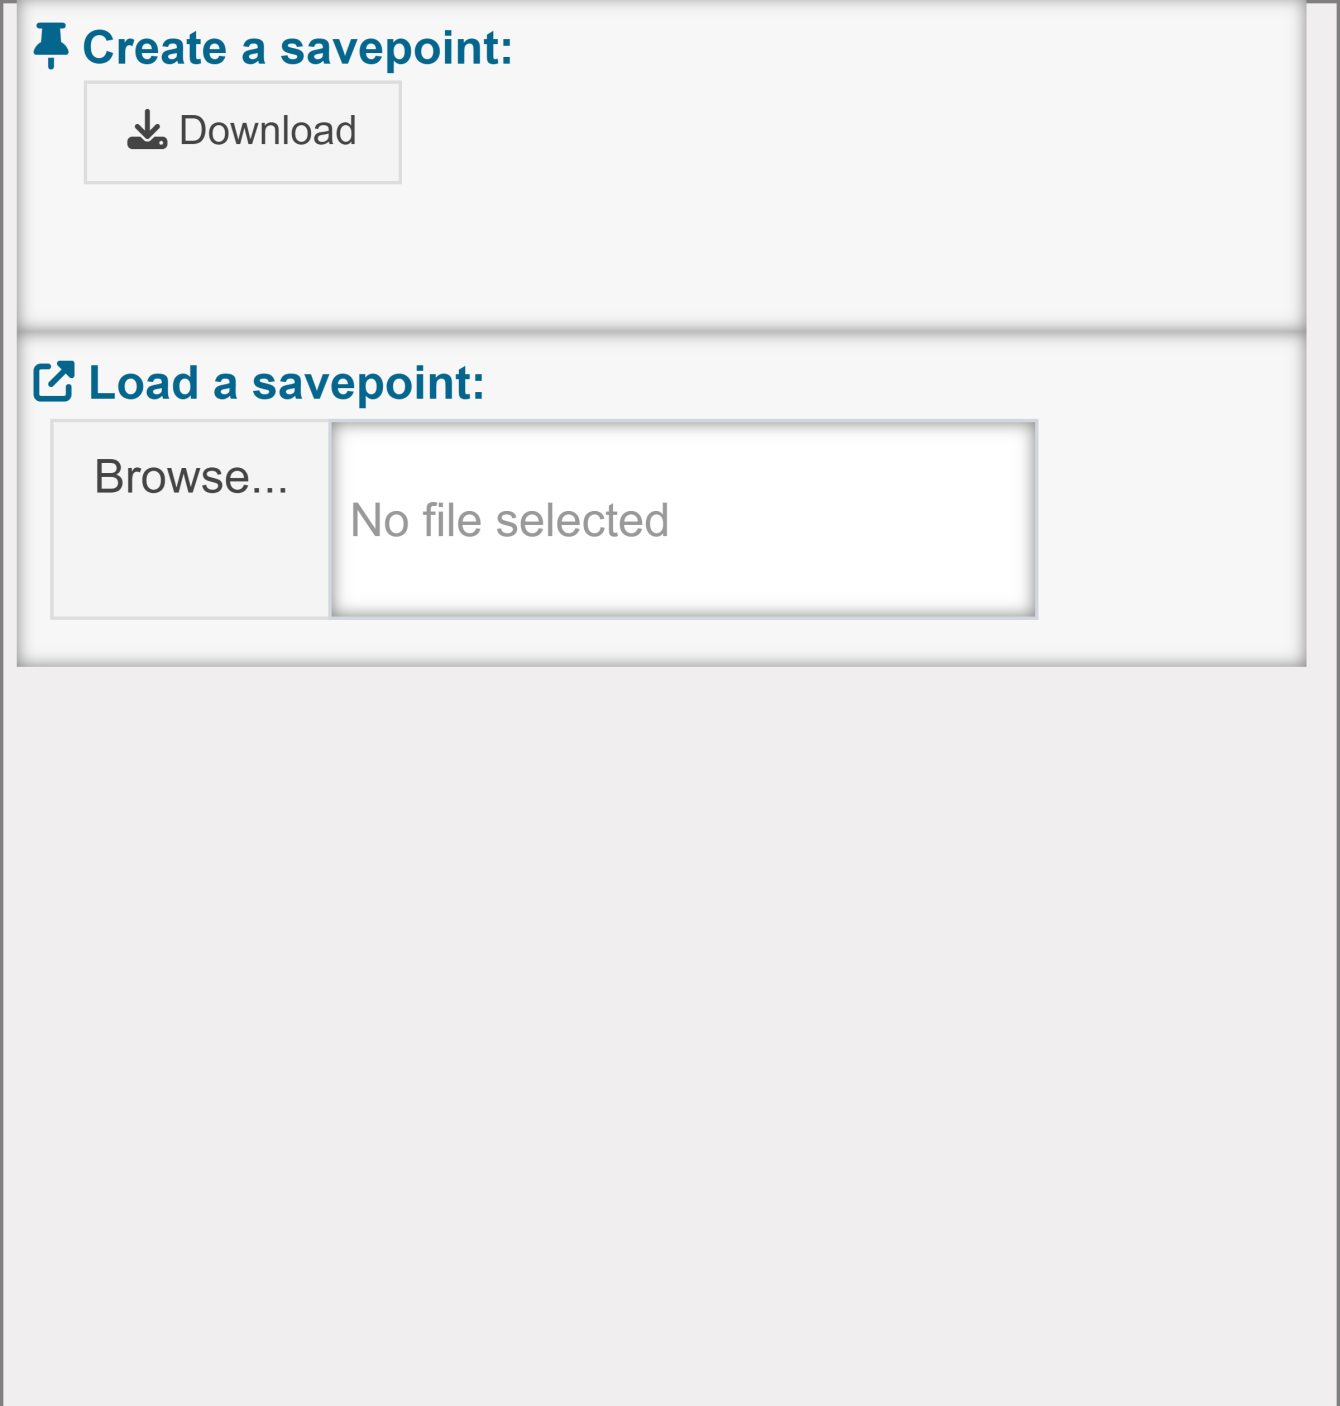 Create a savepoint:
Download
Load a savepoint:
Browse...
No file selected